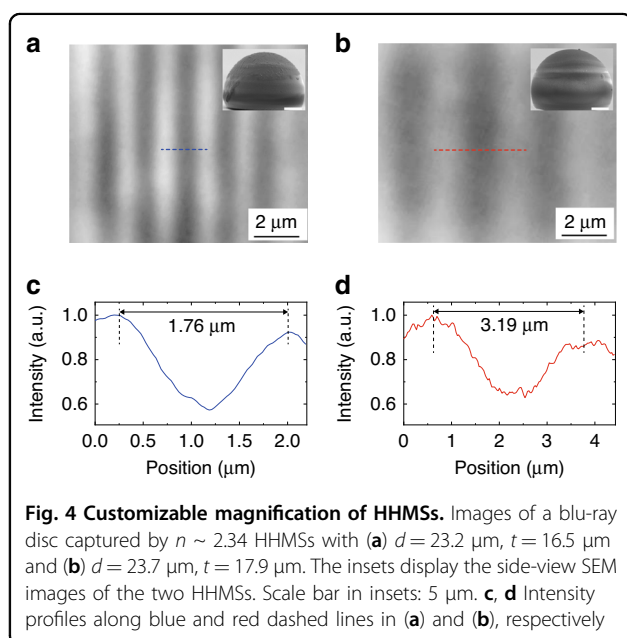 a
b
2 µm
2 µm
c
d
1.0
0.8
0.6
Intensity (a.u.)
1.76 µm
0.0 0.5 1.0 1.5 2.0
Position (µm)
1.0
0.8
0.6
Intensity (a.u.)
3.19 µm
0 1 2 3 4
Position (µm)
Fig. 4 Customizable magnification of HHMSs. Images of a blu-ray
disc captured by n ~ 2.34 HHMSs with (a) d = 23.2 µm, t = 16.5 µm
and (b) d = 23.7 µm, t = 17.9 µm. The insets display the side-view SEM
images of the two HHMSs. Scale bar in insets: 5 µm. c, d Intensity
profiles along blue and red dashed lines in (a) and (b), respectively